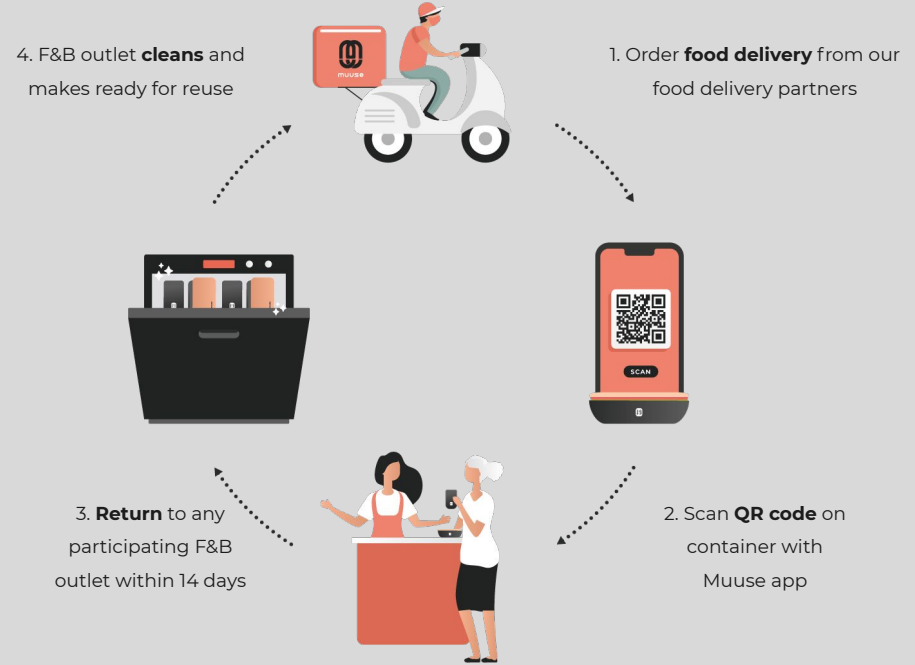 4. F&B outlet cleans and
makes ready for reuse
muuse
1. Order food delivery from our
food delivery partners
SCAN
3. Return to any
participating F&B
outlet within 14 days
2. Scan QR code on
container with
Muuse app